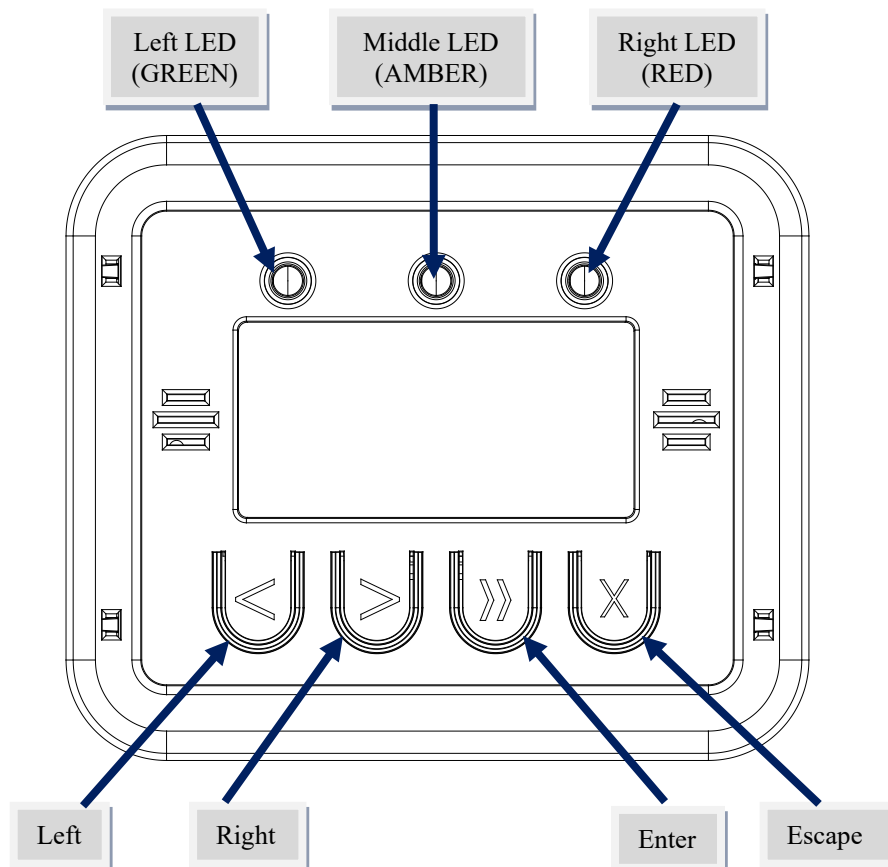 Left LED
(GREEN)
Middle LED
(AMBER)
Right LED
(RED)
< > » X
Left
Right
Enter
Escape